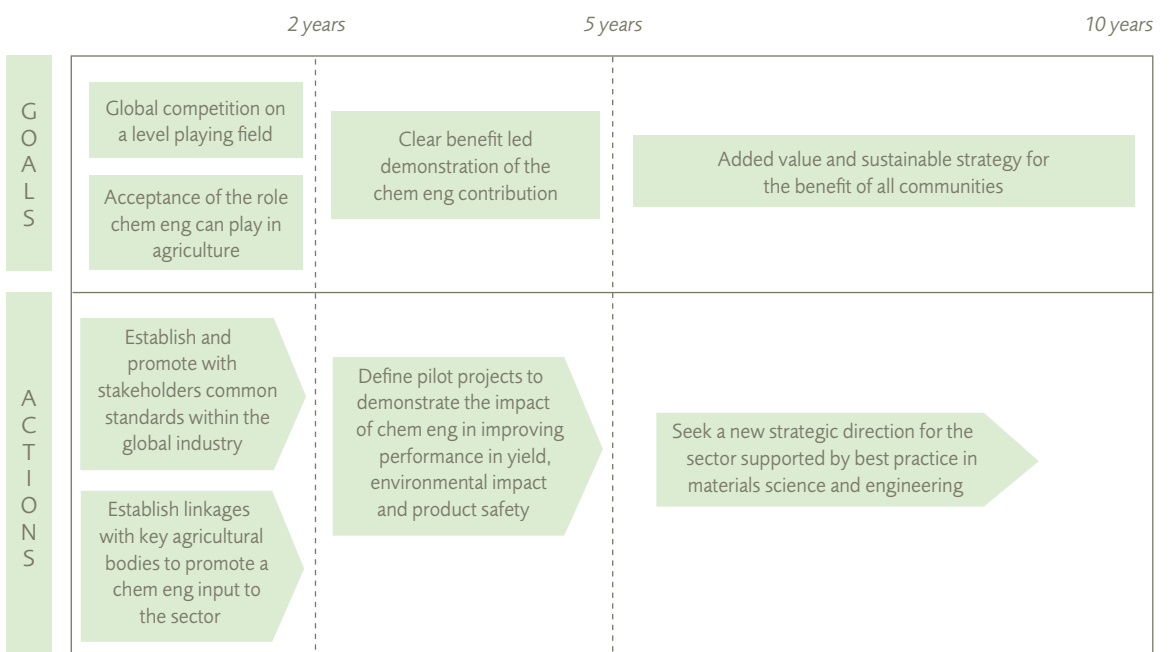 2 years
5 years
10 years
GOALS
Global competition on
a level playing field
Acceptance of the role
chem eng can play in
agriculture
Clear benefit led
demonstration of the
chem eng contribution
Added value and sustainable strategy for
the benefit of all communities
ACTIONS
Establish and
promote with
stakeholders common
standards within the
global industry
Establish linkages
with key agricultural
bodies to promote a
chem eng input to
the sector
Define pilot projects to
demonstrate the impact
of chem eng in improving
performance in yield,
environmental impact
and product safety
Seek a new strategic direction for the
sector supported by best practice in
materials science and engineering